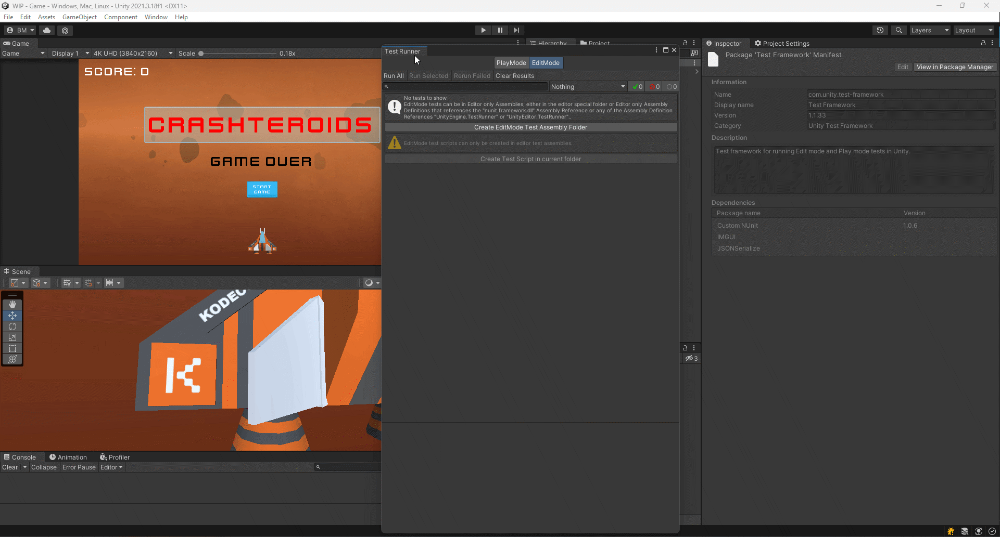 WIP - Game - Windows, Mac, Linux - Unity 2021.3.18f1 <DX11>
File Edit Assets GameObject Component Window Help
BM Layers Layout
Game Hierarchy Project Inspector Project Settings
Game Display 1 4K UHD (3840x2160) Scale 0.18x
Test Runner
Package 'Test Framework' Manifest
Edit View in Package Manager
PlayMode EditMode
Run All Run Selected Rerun Failed Clear Results
Nothing 0 0 0
SCORE: 0
CRASHTEROIDS
GAME OVER
START
GAME
No tests to show
EditMode tests can be in Editor only Assemblies, either in the editor special folder or Editor only Assembly
Definitions that references the "nunit.framework.dll" Assembly Reference or any of the Assembly Definition
References "UnityEngine.TestRunner" or "UnityEditor.TestRunner"..
Create EditMode Test Assembly Folder
EditMode test scripts can only be created in editor test assemblies.
Create Test Script in current folder
Information
Name com.unity.test-framework
Display name Test Framework
Version 1.1.33
Category Unity Test Framework
Description
Test framework for running Edit mode and Play mode tests in Unity.
Dependencies
Package name Version
Custom NUnit 1.0.6
IMGUI
JSONSerialize
Scene
KODEC
K
3
Console Animation Profiler
Clear Collapse Error Pause Editor